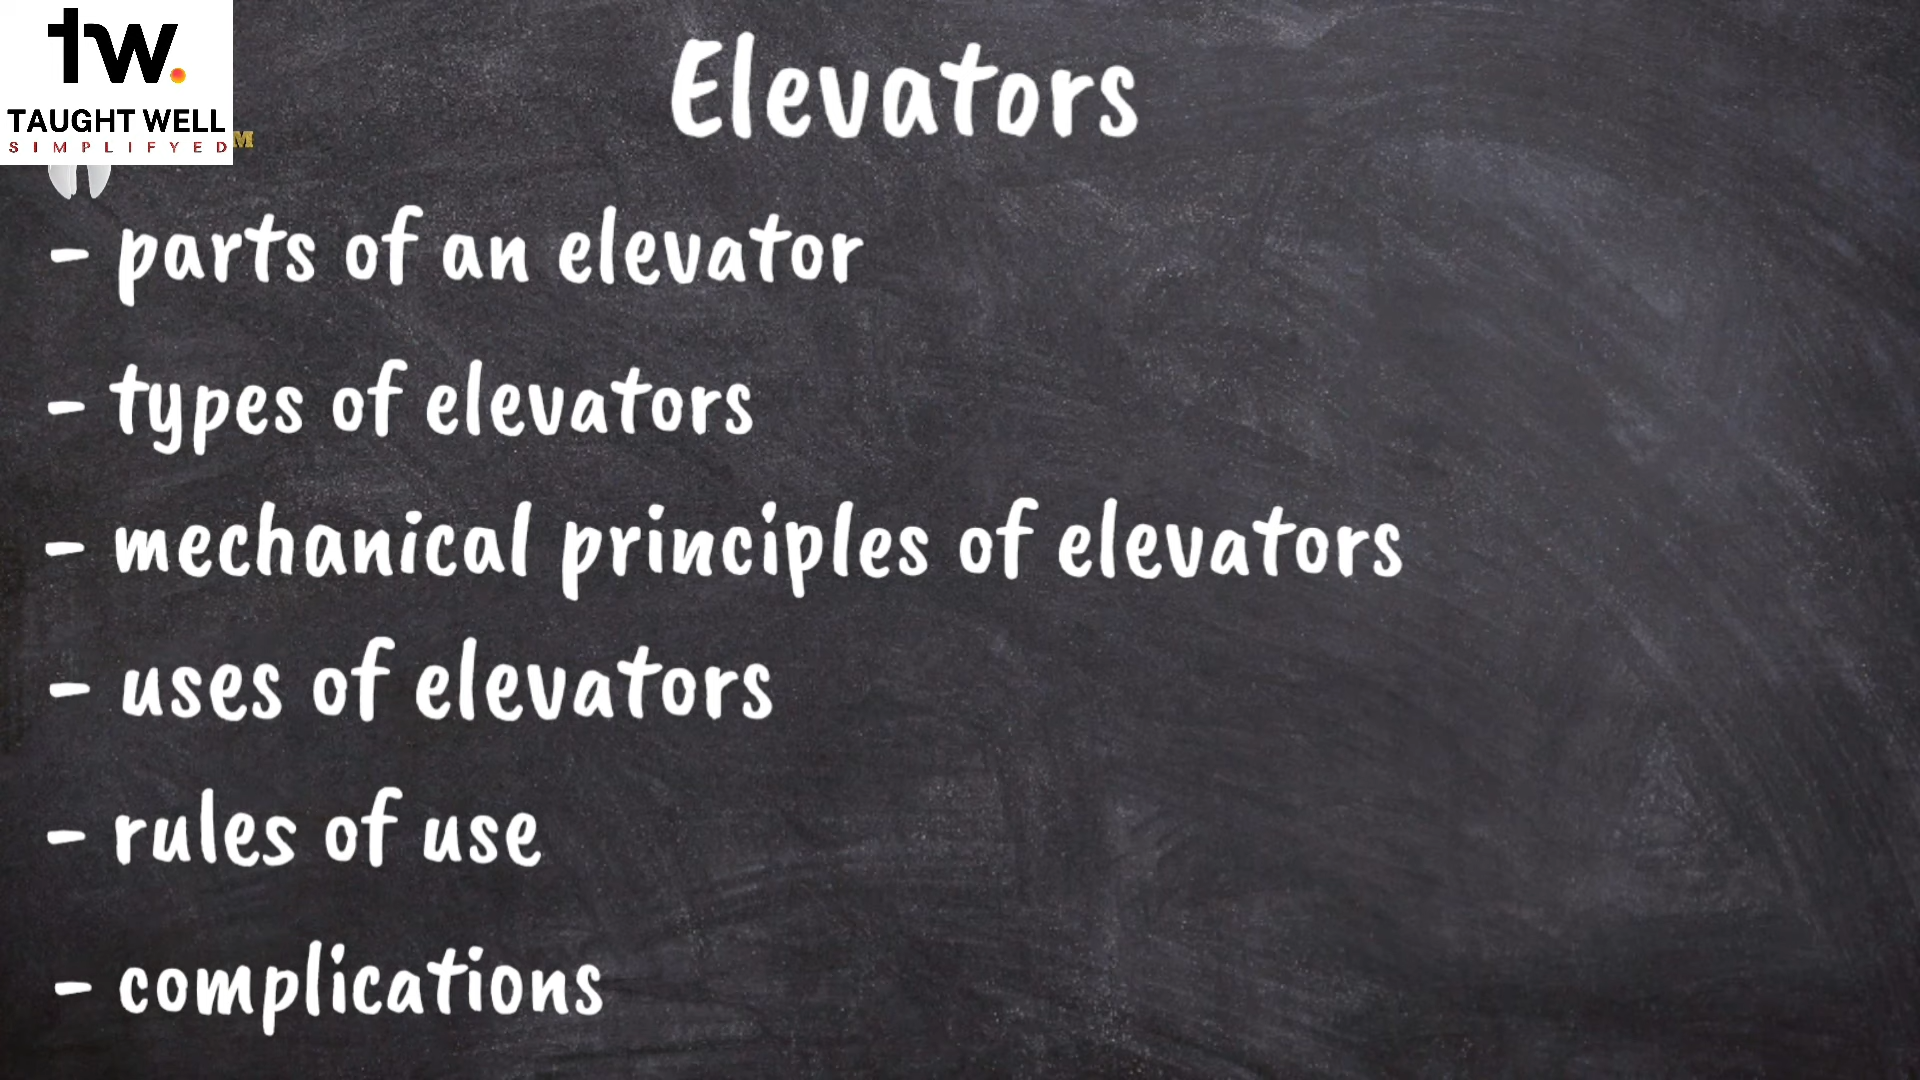 tw.
TAUGHT WELL
SIMPLIFYED
Elevators
- parts of an elevator
- types of elevators
- mechanical principles of elevators
- uses of elevators
- rules of use
- complications